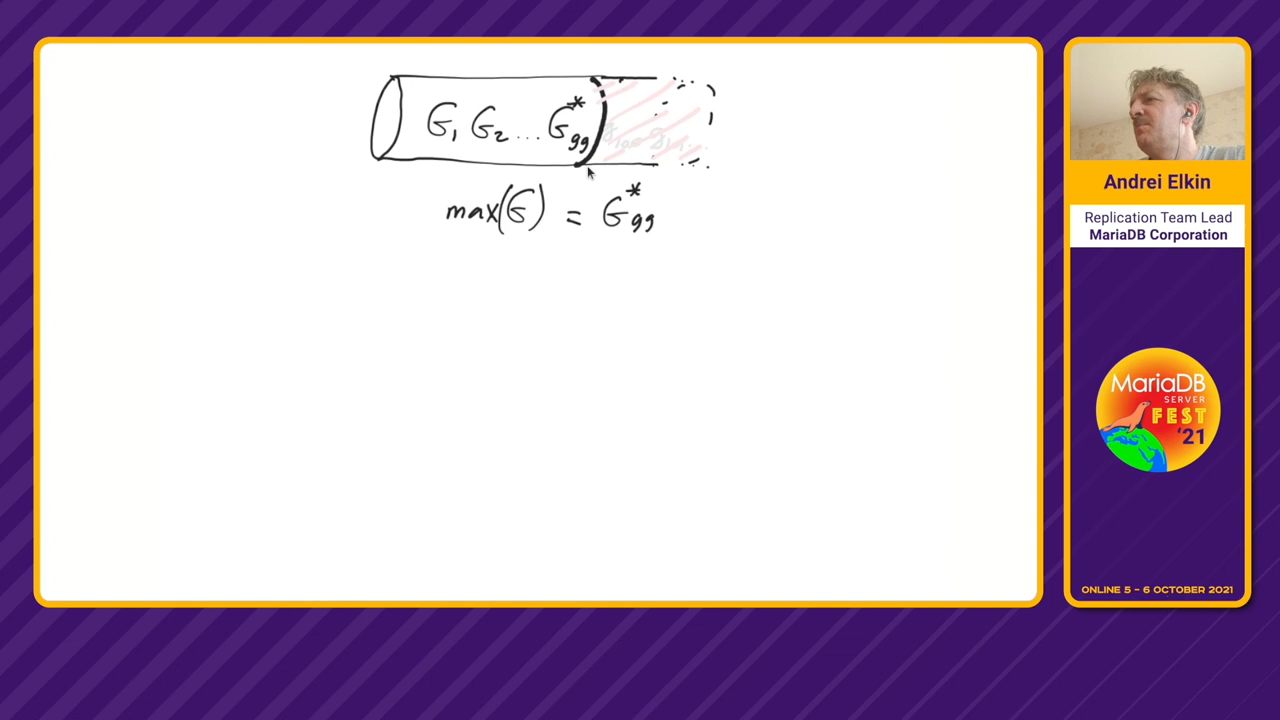 G₁ G₂ ... G*₉₉
max(G) = G*₉₉
Andrei Elkin
Replication Team Lead
MariaDB Corporation
MariaDB
SERVER
FEST
'21
ONLINE 5 – 6 OCTOBER 2021